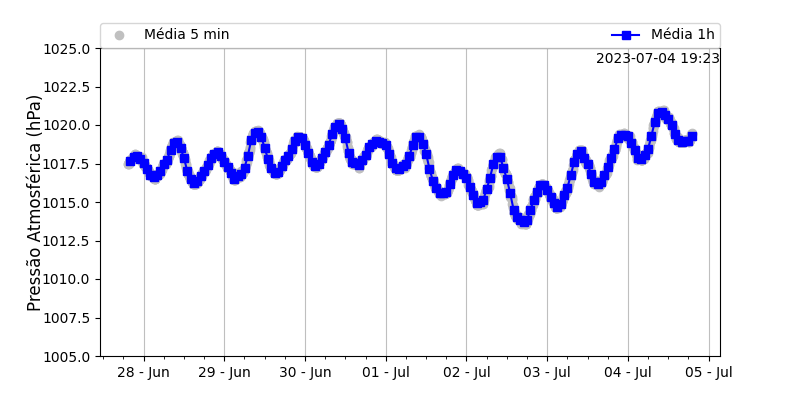 Média 5 min
Média 1h
2023-07-04 19:23
Pressão Atmosférica (hPa)
1025.0
1022.5
1020.0
1017.5
1015.0
1012.5
1010.0
1007.5
1005.0
28 - Jun
29 - Jun
30 - Jun
01 - Jul
02 - Jul
03 - Jul
04 - Jul
05 - Jul